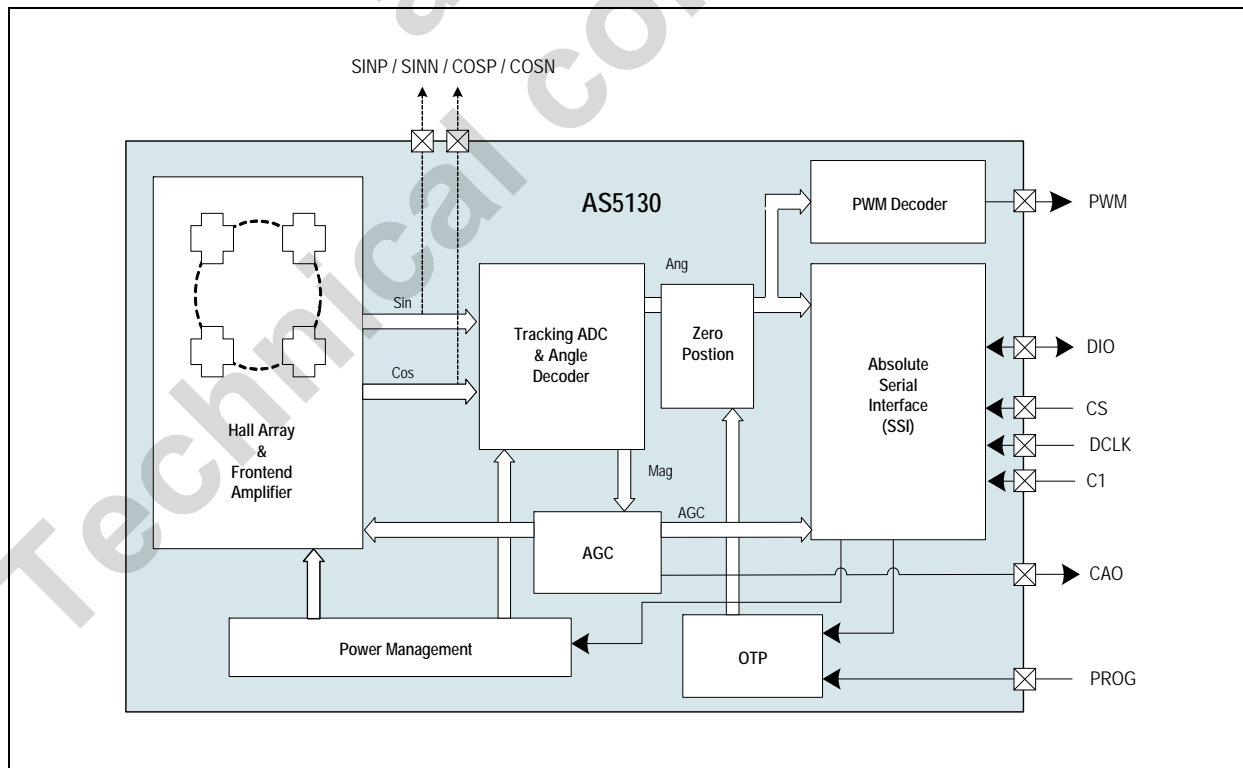 SINP / SINN / COSP / COSN
AS5130
PWM Decoder
PWM
Ang
Sin
Tracking ADC
& Angle
Decoder
Zero
Postion
Absolute
Serial
Interface
(SSI)
DIO
Cos
CS
DCLK
C1
Hall Array
&
Frontend
Amplifier
Mag
AGC
AGC
CAO
Power Management
OTP
PROG
Technical con